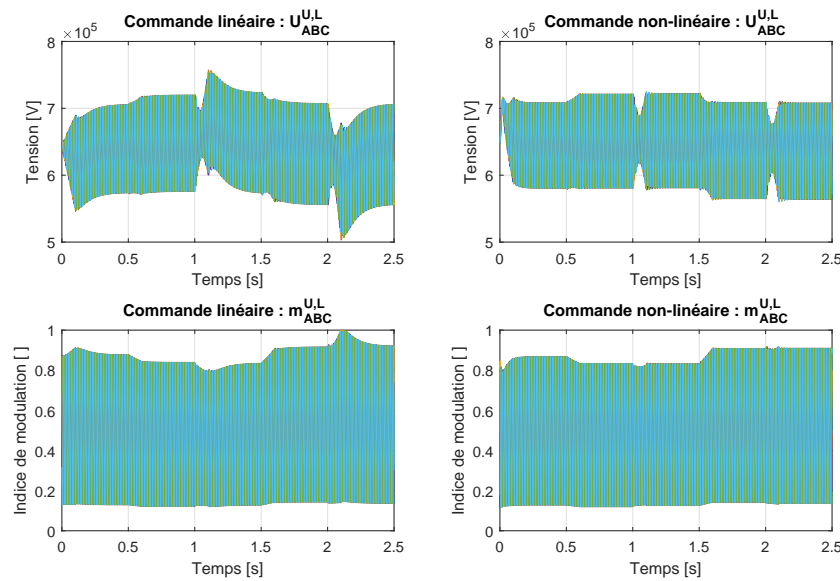 Commande linéaire : U_ABC^U,L
×10^5
8
7
6
5
Tension [V]
0 0.5 1 1.5 2 2.5
Temps [s]
Commande non-linéaire : U_ABC^U,L
×10^5
8
7
6
5
Tension [V]
0 0.5 1 1.5 2 2.5
Temps [s]
Commande linéaire : m_ABC^U,L
1
0.8
0.6
0.4
0.2
0
Indice de modulation [ ]
0 0.5 1 1.5 2 2.5
Temps [s]
Commande non-linéaire : m_ABC^U,L
1
0.8
0.6
0.4
0.2
0
Indice de modulation [ ]
0 0.5 1 1.5 2 2.5
Temps [s]